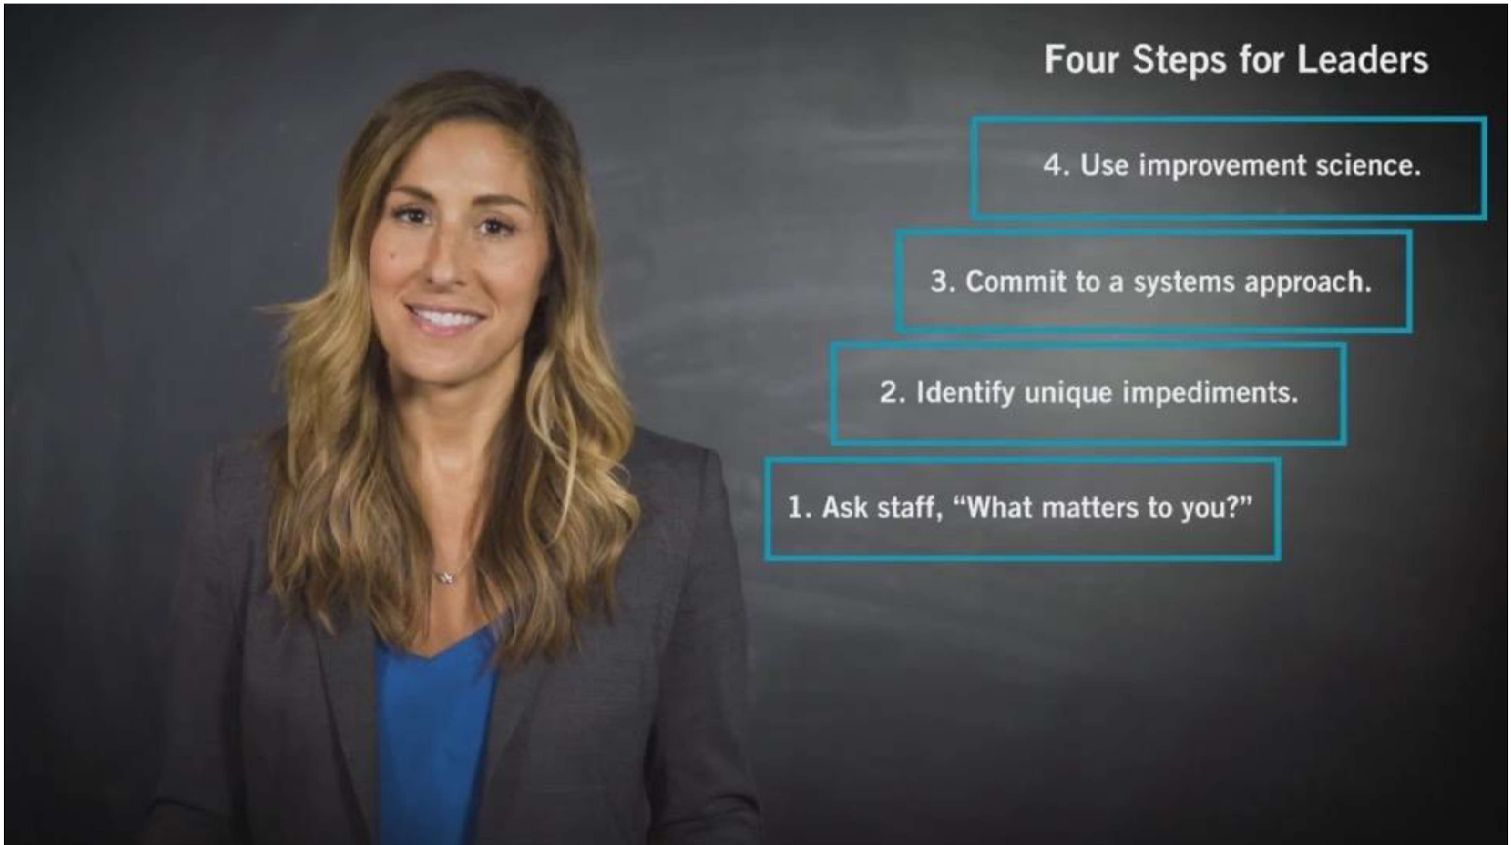 Four Steps for Leaders
4. Use improvement science.
3. Commit to a systems approach.
2. Identify unique impediments.
1. Ask staff, “What matters to you?”